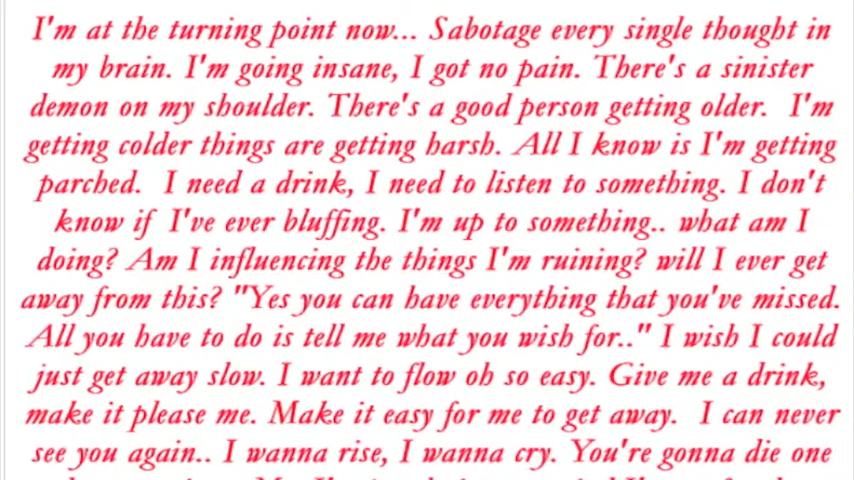 I'm at the turning point now... Sabotage every single thought in
my brain. I'm going insane, I got no pain. There's a sinister
demon on my shoulder. There's a good person getting older. I'm
getting colder things are getting harsh. All I know is I'm getting
parched. I need a drink, I need to listen to something. I don't
know if I've ever bluffing. I'm up to something.. what am I
doing? Am I influencing the things I'm ruining? will I ever get
away from this? "Yes you can have everything that you've missed.
All you have to do is tell me what you wish for.." I wish I could
just get away slow. I want to flow oh so easy. Give me a drink,
make it please me. Make it easy for me to get away. I can never
see you again.. I wanna rise, I wanna cry. You're gonna die one